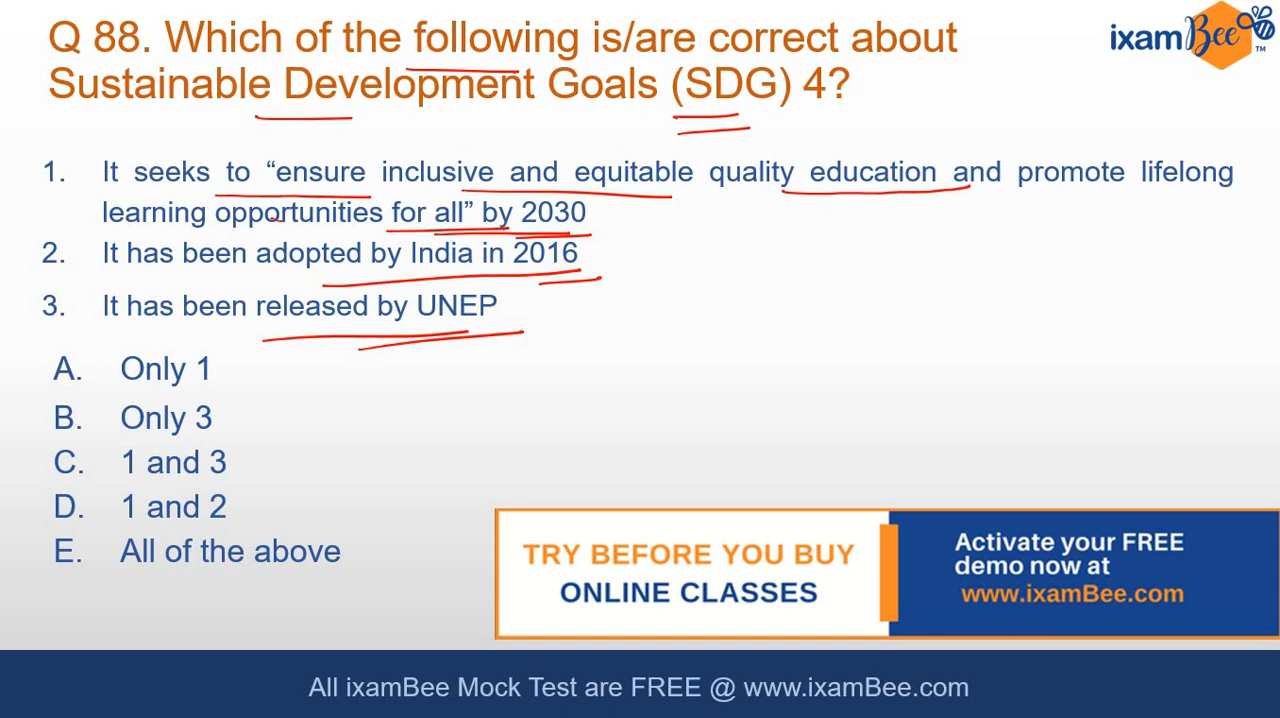 Q 88. Which of the following is/are correct about
Sustainable Development Goals (SDG) 4?
ixamBee™
1. It seeks to “ensure inclusive and equitable quality education and promote lifelong
learning opportunities for all” by 2030
2. It has been adopted by India in 2016
3. It has been released by UNEP
A. Only 1
B. Only 3
C. 1 and 3
D. 1 and 2
E. All of the above
TRY BEFORE YOU BUY
ONLINE CLASSES
Activate your FREE
demo now at
www.ixamBee.com
All ixamBee Mock Test are FREE @ www.ixamBee.com